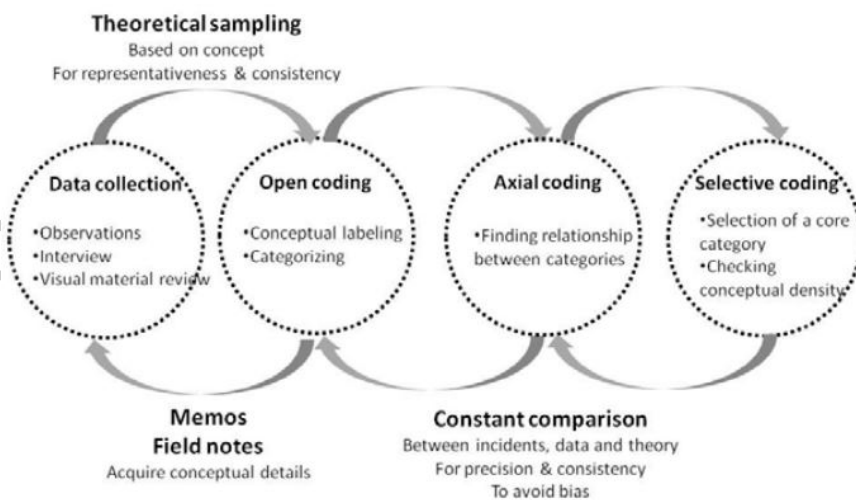 Theoretical sampling
Based on concept
For representativeness & consistency
Data collection
•Observations
•Interview
•Visual material review
Open coding
•Conceptual labeling
•Categorizing
Axial coding
•Finding relationship
between categories
Selective coding
•Selection of a core
category
•Checking
conceptual density
Memos
Field notes
Acquire conceptual details
Constant comparison
Between incidents, data and theory
For precision & consistency
To avoid bias